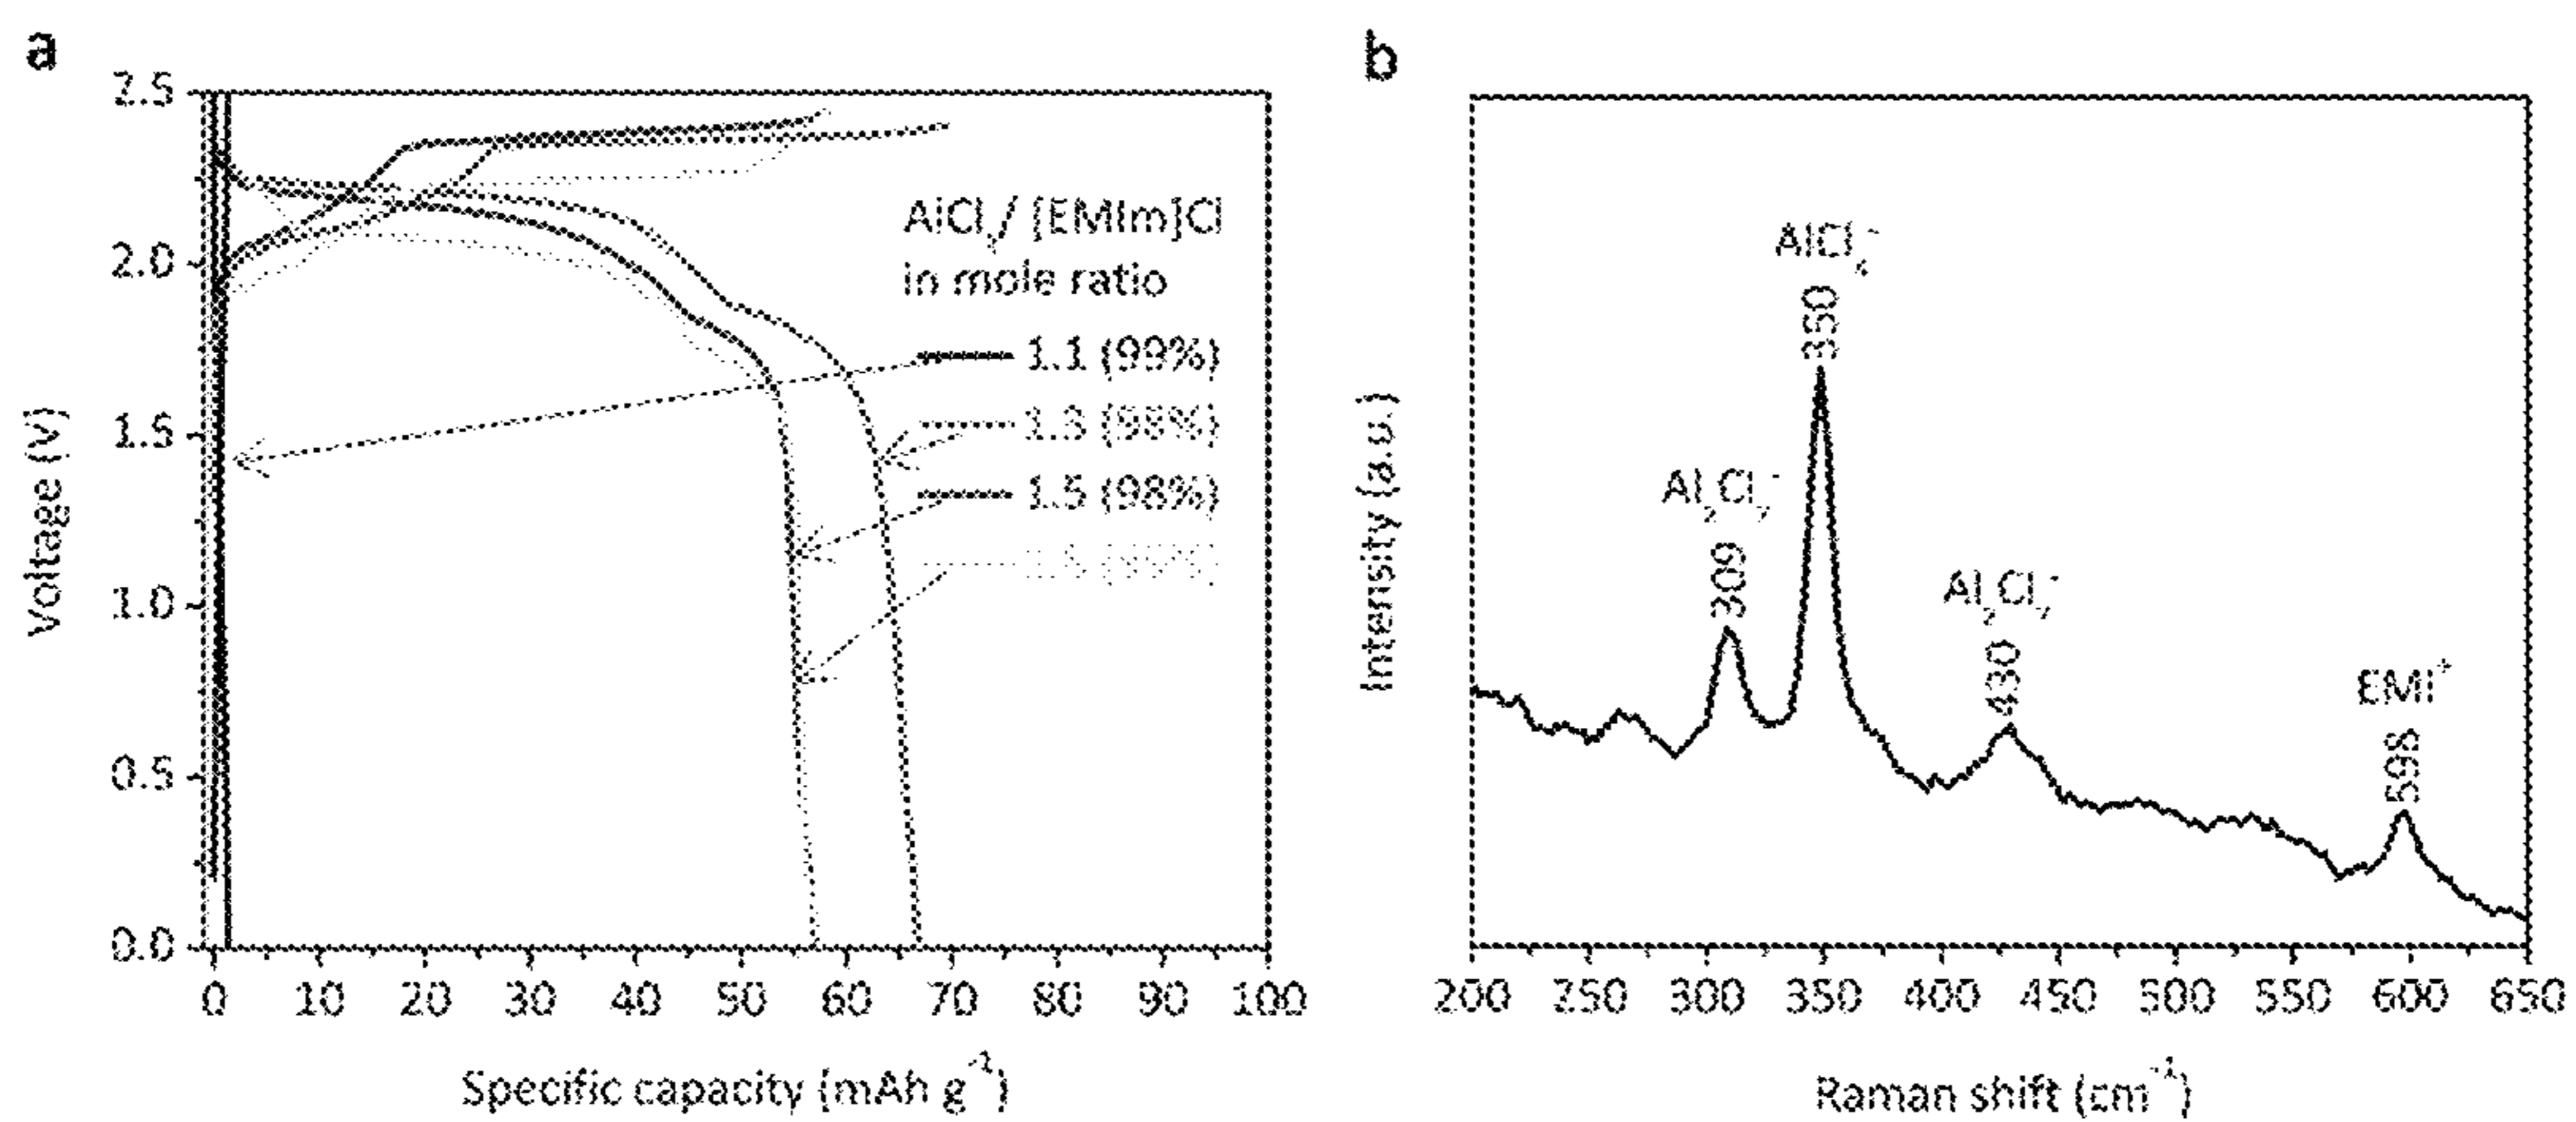 a
2.5
2.0
1.5
1.0
0.5
0.0
Voltage (V)
0 10 20 30 40 50 60 70 80 90 100
Specific capacity (mAh g⁻¹)
AlCl₃/ [EMIm]Cl
in mole ratio
1.1 (99%)
1.3 (98%)
1.5 (98%)
b
Intensity (a.u.)
Al₂Cl₇⁻
309
AlCl₄⁻
350
Al₂Cl₇⁻
430
EMI⁺
598
200 250 300 350 400 450 500 550 600 650
Raman shift (cm⁻¹)